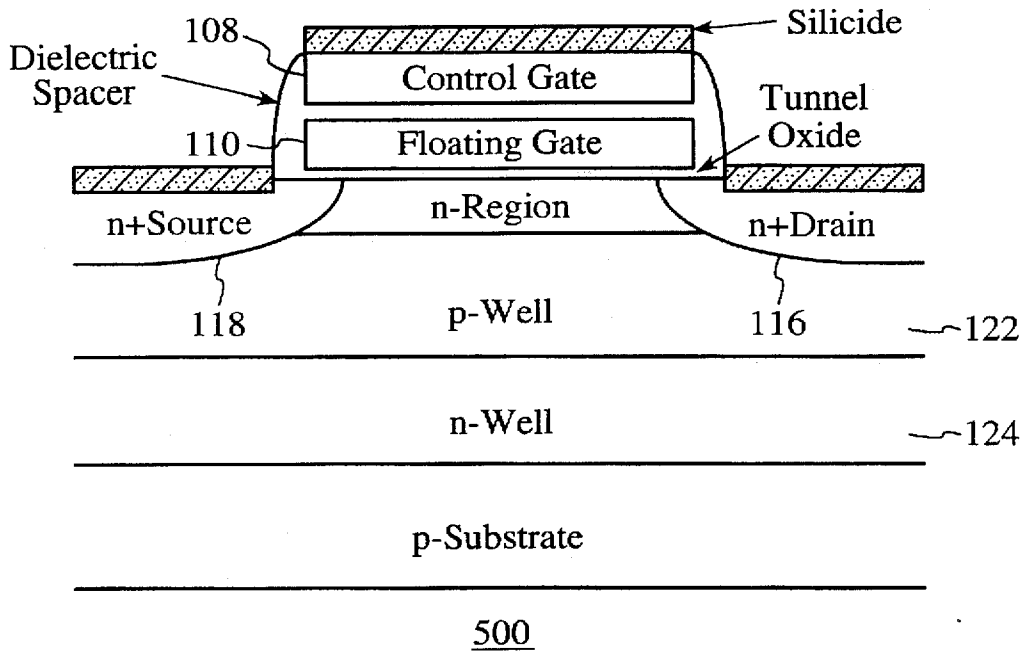 108
Silicide
Dielectric
Spacer
Control Gate
Tunnel
Oxide
110
Floating Gate
n+Source
n-Region
n+Drain
118
p-Well
116
122
n-Well
124
p-Substrate
500